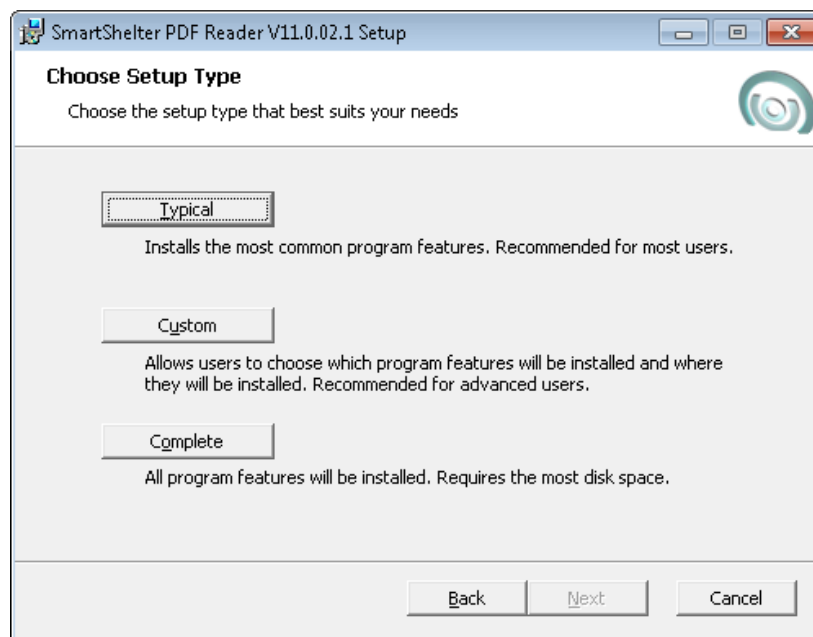 SmartShelter PDF Reader V11.0.02.1 Setup
Choose Setup Type
Choose the setup type that best suits your needs
Typical
Installs the most common program features. Recommended for most users.
Custom
Allows users to choose which program features will be installed and where
they will be installed. Recommended for advanced users.
Complete
All program features will be installed. Requires the most disk space.
Back Next Cancel